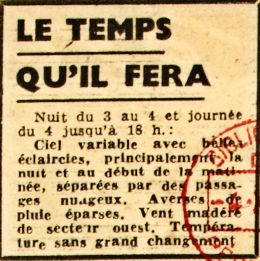 LE TEMPS
QU'IL FERA
Nuit du 3 au 4 et journée
du 4 jusqu'à 18 h. :
Ciel variable avec belles
éclaircies, principalement la
nuit et au début de la mati-
née, séparées par des passa-
ges nuageux. Averses de
pluie éparses. Vent modéré
de secteur ouest. Tempéra-
ture sans grand changement